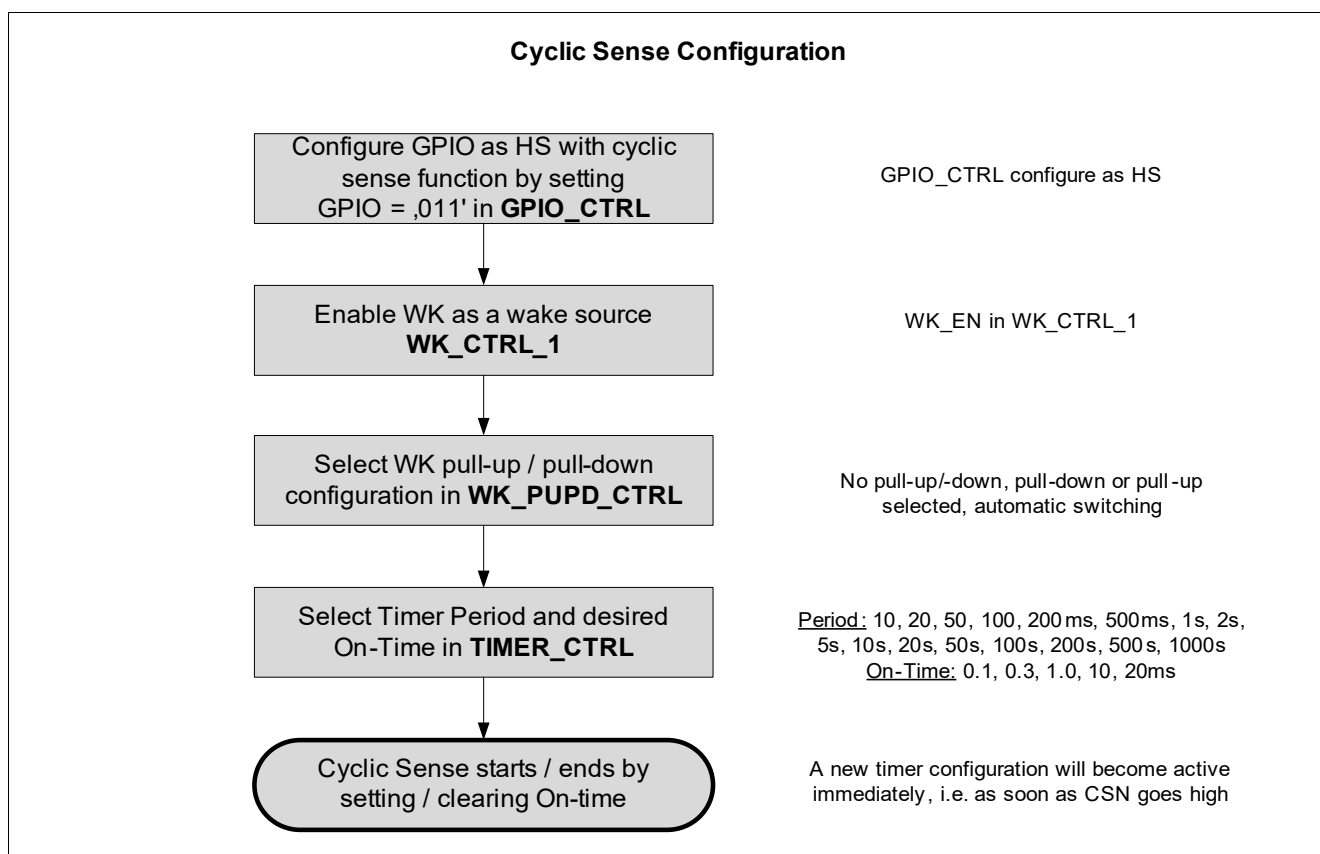 Cyclic Sense Configuration
Configure GPIO as HS with cyclic
sense function by setting
GPIO = ‚011' in GPIO_CTRL
GPIO_CTRL configure as HS
Enable WK as a wake source
WK_CTRL_1
WK_EN in WK_CTRL_1
Select WK pull-up / pull-down
configuration in WK_PUPD_CTRL
No pull-up/-down, pull-down or pull-up
selected, automatic switching
Select Timer Period and desired
On-Time in TIMER_CTRL
Period: 10, 20, 50, 100, 200ms, 500ms, 1s, 2s,
5s, 10s, 20s, 50s, 100s, 200s, 500s, 1000s
On-Time: 0.1, 0.3, 1.0, 10, 20ms
Cyclic Sense starts / ends by
setting / clearing On-time
A new timer configuration will become active
immediately, i.e. as soon as CSN goes high